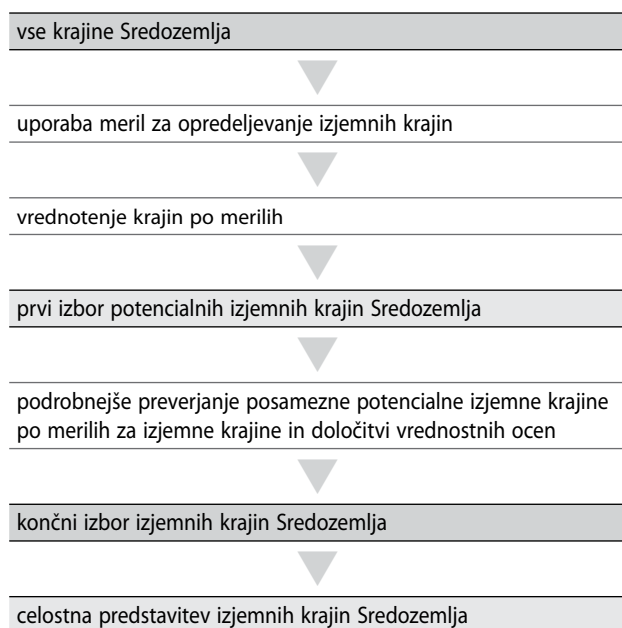 vse krajine Sredozemlja
uporaba meril za opredeljevanje izjemnih krajin
vrednotenje krajin po merilih
prvi izbor potencialnih izjemnih krajin Sredozemlja
podrobnejše preverjanje posamezne potencialne izjemne krajine
po merilih za izjemne krajine in določitvi vrednostnih ocen
končni izbor izjemnih krajin Sredozemlja
celostna predstavitev izjemnih krajin Sredozemlja